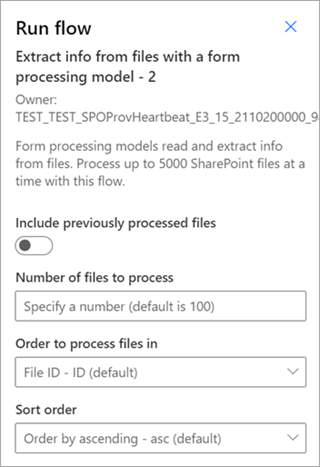 Run flow
Extract info from files with a form
processing model - 2
Owner:
TEST_TEST_SPOProvHeartbeat_E3_15_2110200000_9
Form processing models read and extract info
from files. Process up to 5000 SharePoint files at a
time with this flow.
Include previously processed files
Number of files to process
Specify a number (default is 100)
Order to process files in
File ID - ID (default)
Sort order
Order by ascending - asc (default)